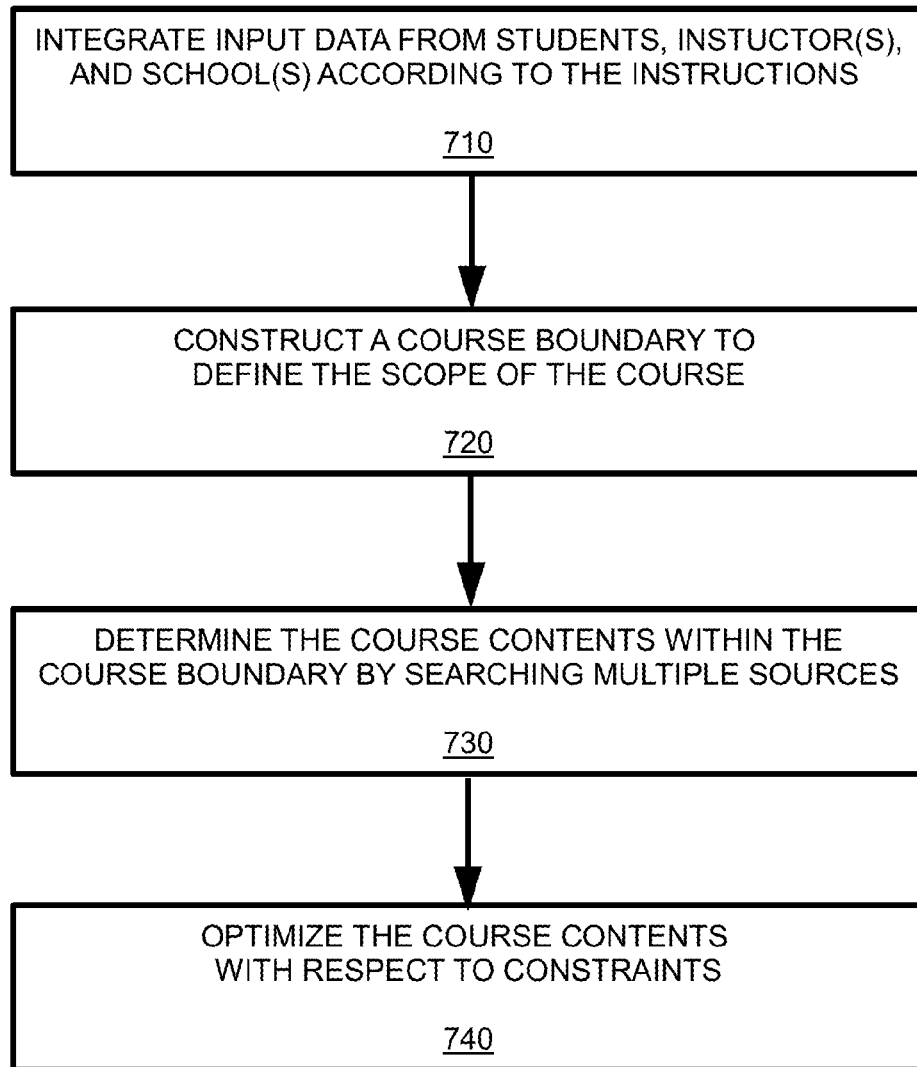 INTEGRATE INPUT DATA FROM STUDENTS, INSTUCTOR(S),
AND SCHOOL(S) ACCORDING TO THE INSTRUCTIONS
710
CONSTRUCT A COURSE BOUNDARY TO
DEFINE THE SCOPE OF THE COURSE
720
DETERMINE THE COURSE CONTENTS WITHIN THE
COURSE BOUNDARY BY SEARCHING MULTIPLE SOURCES
730
OPTIMIZE THE COURSE CONTENTS
WITH RESPECT TO CONSTRAINTS
740